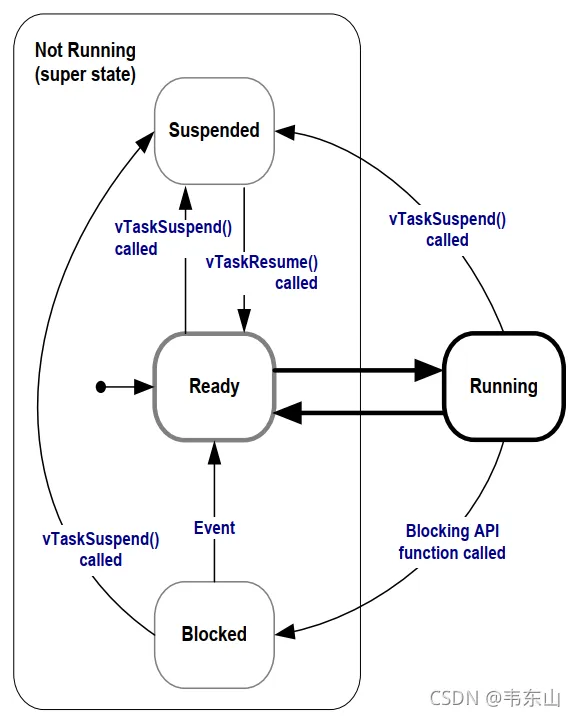 Not Running
(super state)
Suspended
vTaskSuspend()
called
vTaskResume()
called
vTaskSuspend()
called
Ready
Running
Event
vTaskSuspend()
called
Blocking API
function called
Blocked
CSDN @韦东山